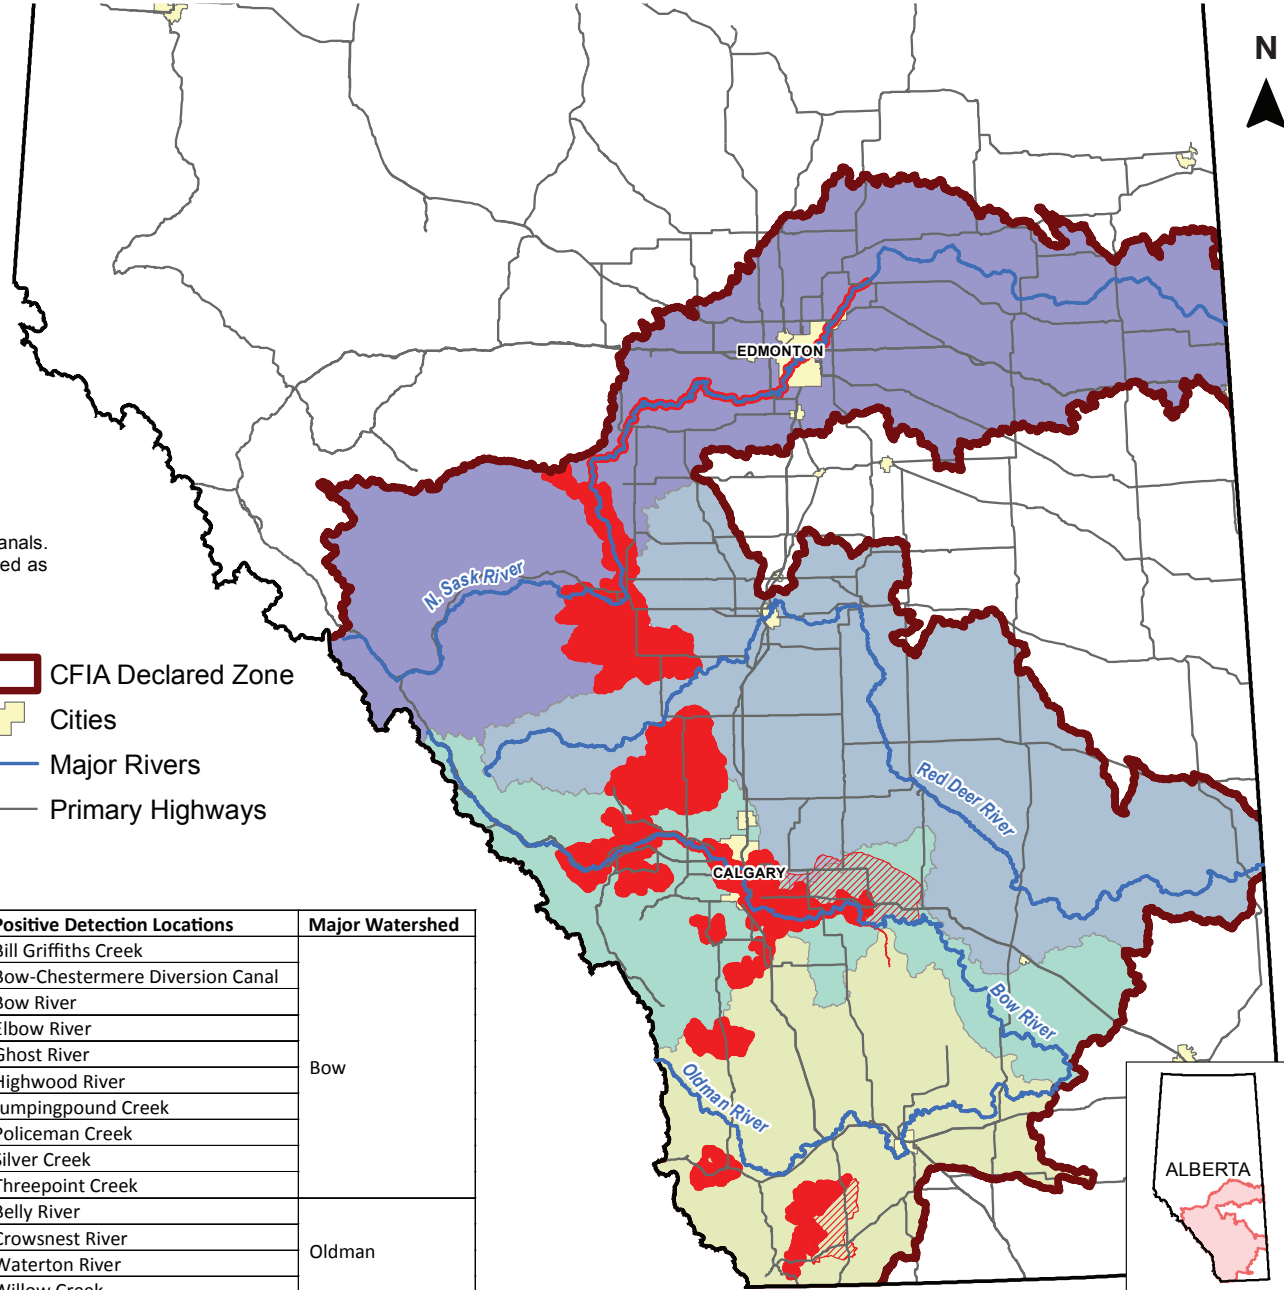 N
EDMONTON
anals.
ed as
N. Sask River
CFIA Declared Zone
Cities
Major Rivers
Primary Highways
Red Deer River
CALGARY
Positive Detection Locations Major Watershed
Bill Griffiths Creek
Bow-Chestermere Diversion Canal
Bow River
Elbow River
Ghost River
Bow
Highwood River
Jumpingpound Creek
Policeman Creek
Silver Creek
Threepoint Creek
Belly River
Crowsnest River
Oldman
Waterton River
Willow Creek
Bow River
Oldman River
ALBERTA